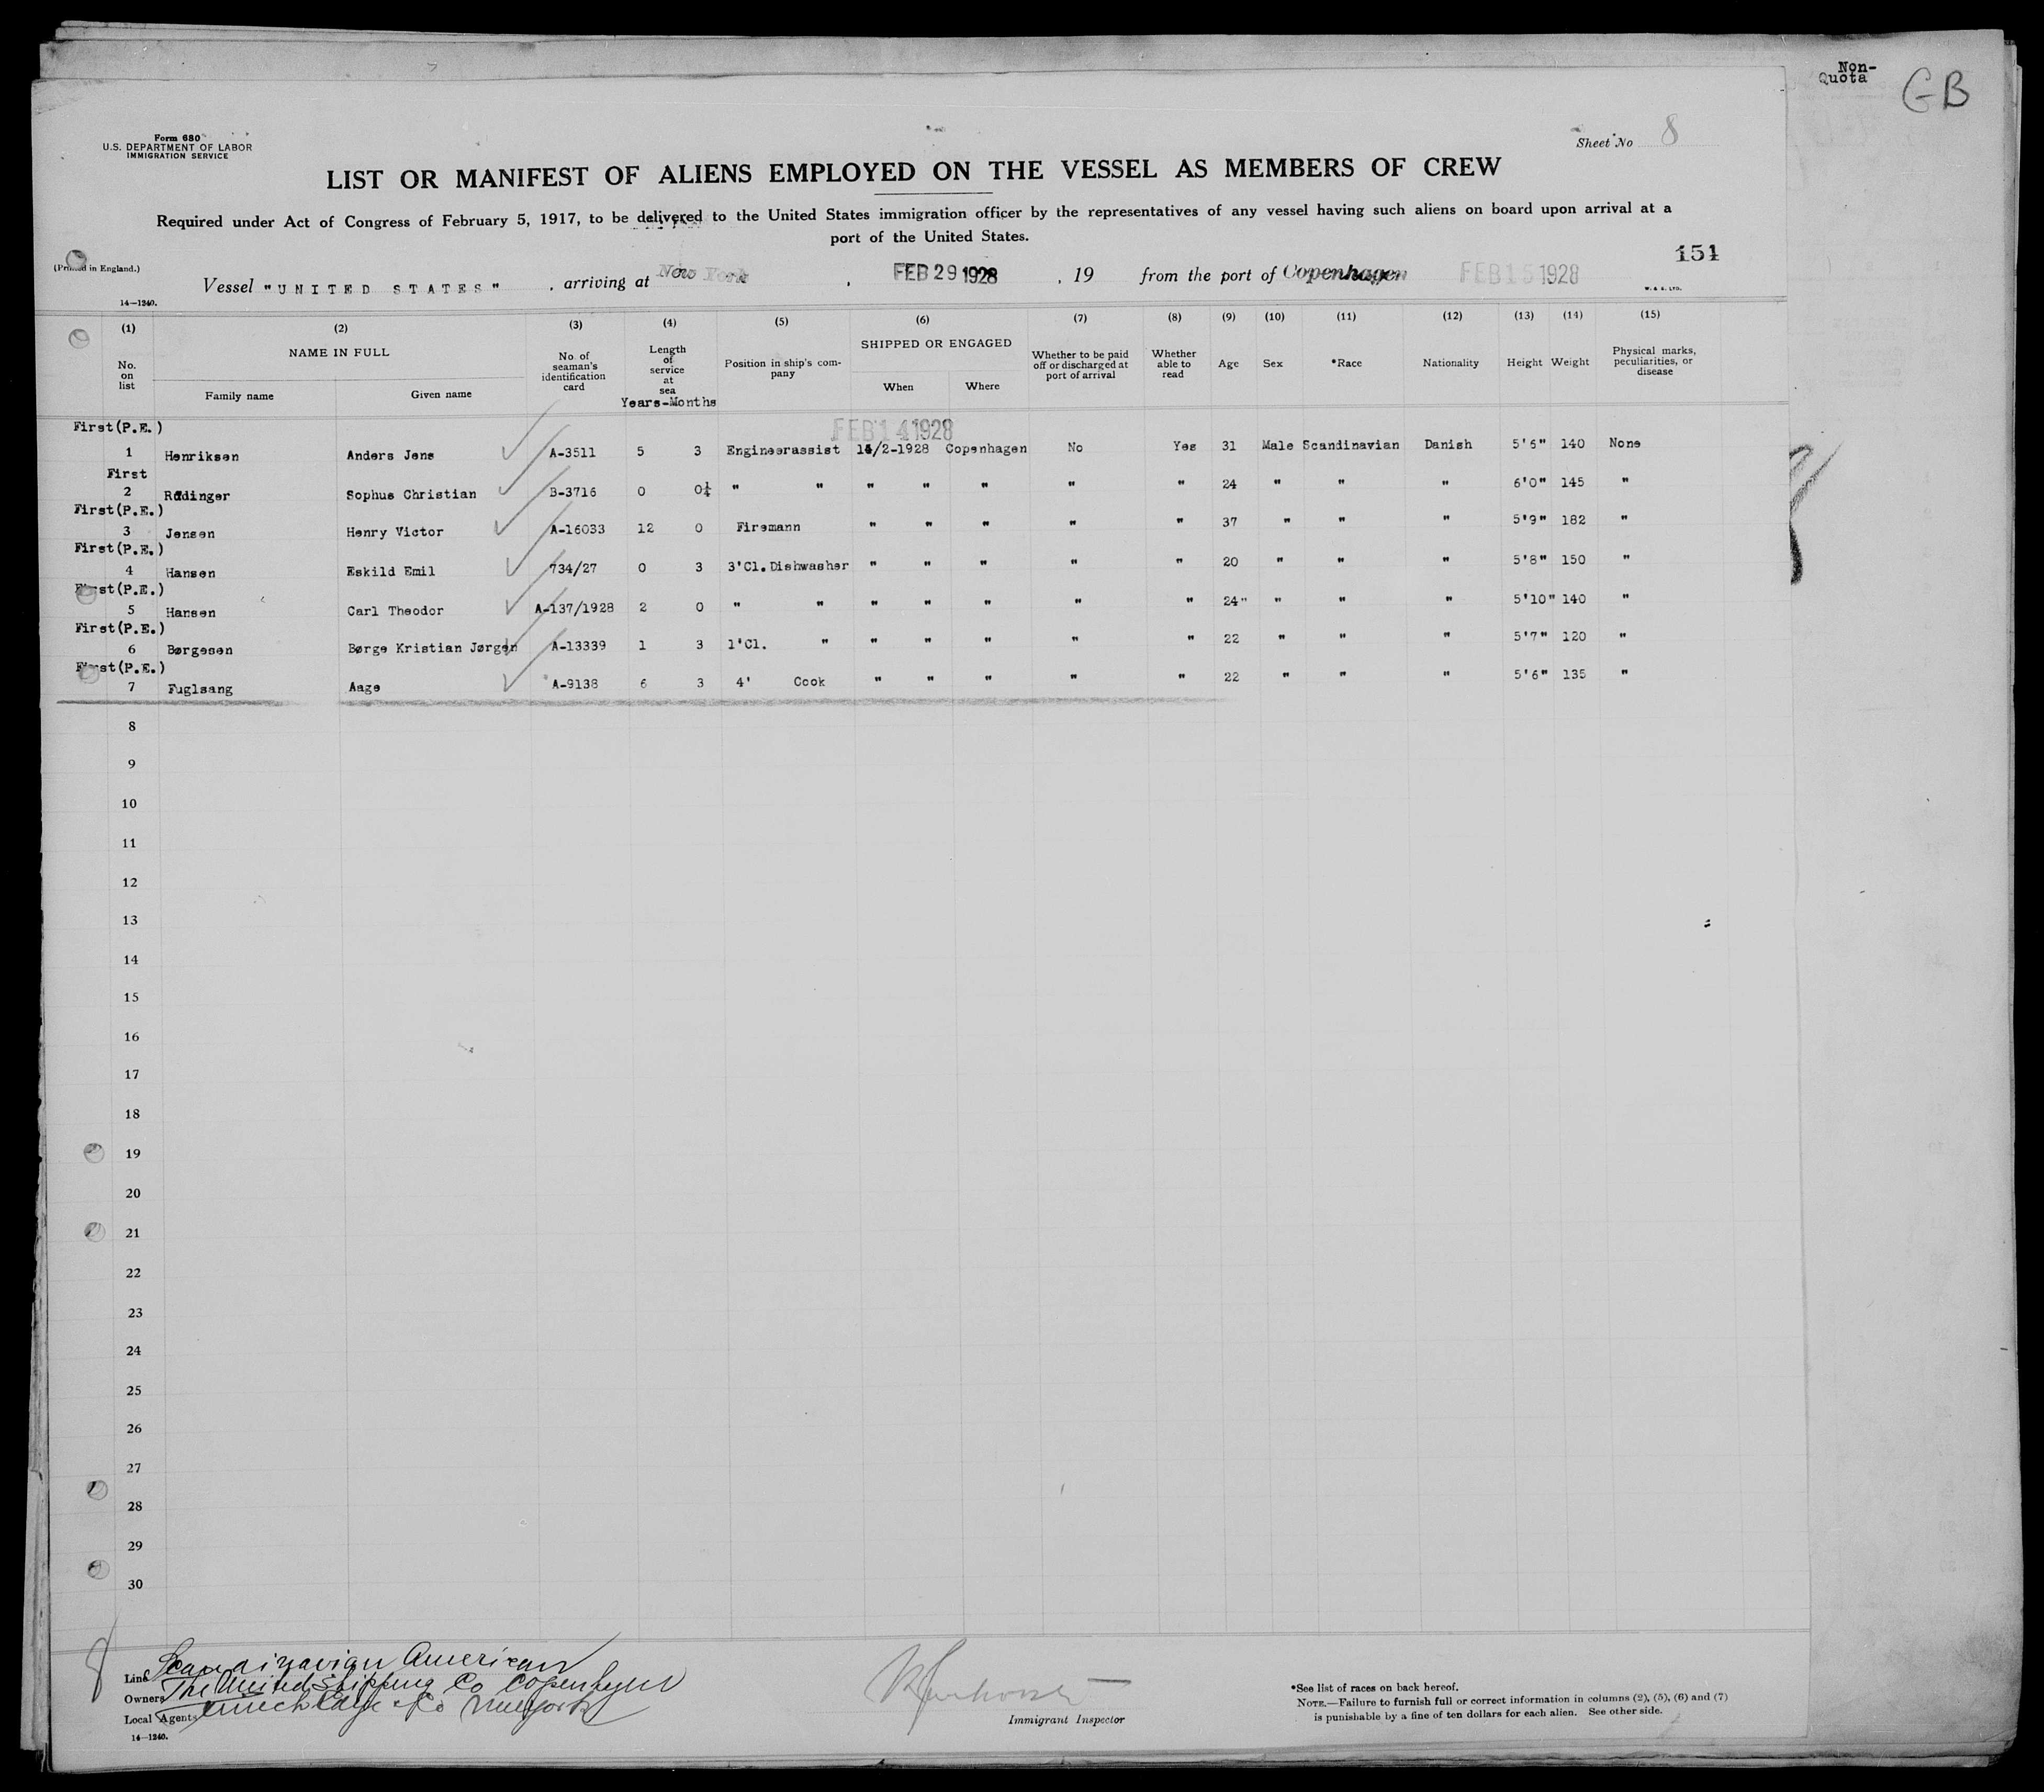 Non-
Quota
GB
Form 680
U.S. DEPARTMENT OF LABOR
IMMIGRATION SERVICE
Sheet No 8
LIST OR MANIFEST OF ALIENS EMPLOYED ON THE VESSEL AS MEMBERS OF CREW
Required under Act of Congress of February 5, 1917, to be delivered to the United States immigration officer by the representatives of any vessel having such aliens on board upon arrival at a
port of the United States.
151
(Printed in England.)
Vessel "UNITED STATES" , arriving at New York , FEB 29 1928 , 19 from the port of Copenhagen FEB 15 1928
14—1240.
W. & S. LTD.
(1) (2) (3) (4) (5) (6) (7) (8) (9) (10) (11) (12) (13) (14) (15)
No. on list NAME IN FULL Family name Given name No. of seaman's identification card Length of service at sea Years-Months Position in ship's company SHIPPED OR ENGAGED When Where Whether to be paid off or discharged at port of arrival Whether able to read Age Sex *Race Nationality Height Weight Physical marks, peculiarities, or disease
First(P.E.) FEB 14 1928
1 Henriksen Anders Jens A-3511 5 3 Engineerassist 14/2-1928 Copenhagen No Yes 31 Male Scandinavian Danish 5'6" 140 None
First
2 Rødinger Sophus Christian B-3716 0 0¼ " " " " " " " 24 " " " 6'0" 145 "
First(P.E.)
3 Jensen Henry Victor A-16033 12 0 Firemann " " " " " 37 " " " 5'9" 182 "
First(P.E.)
4 Hansen Eskild Emil 734/27 0 3 3'Cl.Dishwasher " " " " " 20 " " " 5'8" 150 "
First(P.E.)
5 Hansen Carl Theodor A-137/1928 2 0 " " " " " " " 24" " " " 5'10" 140 "
First(P.E.)
6 Børgesen Børge Kristian Jørgen A-13339 1 3 1'Cl. " " " " " " 22 " " " 5'7" 120 "
First(P.E.)
7 Fuglsang Aage A-9138 6 3 4' Cook " " " " " 22 " " " 5'6" 135 "
8
9
10
11
12
13
14
15
16
17
18
19
20
21
22
23
24
25
26
27
28
29
30
8
Line Scandinavian American
Owners The United Shipping Co Copenhagen
Local Agents & Co New York
14—1240.
Immigrant Inspector
*See list of races on back hereof.
NOTE.—Failure to furnish full or correct information in columns (2), (5), (6) and (7)
is punishable by a fine of ten dollars for each alien. See other side.